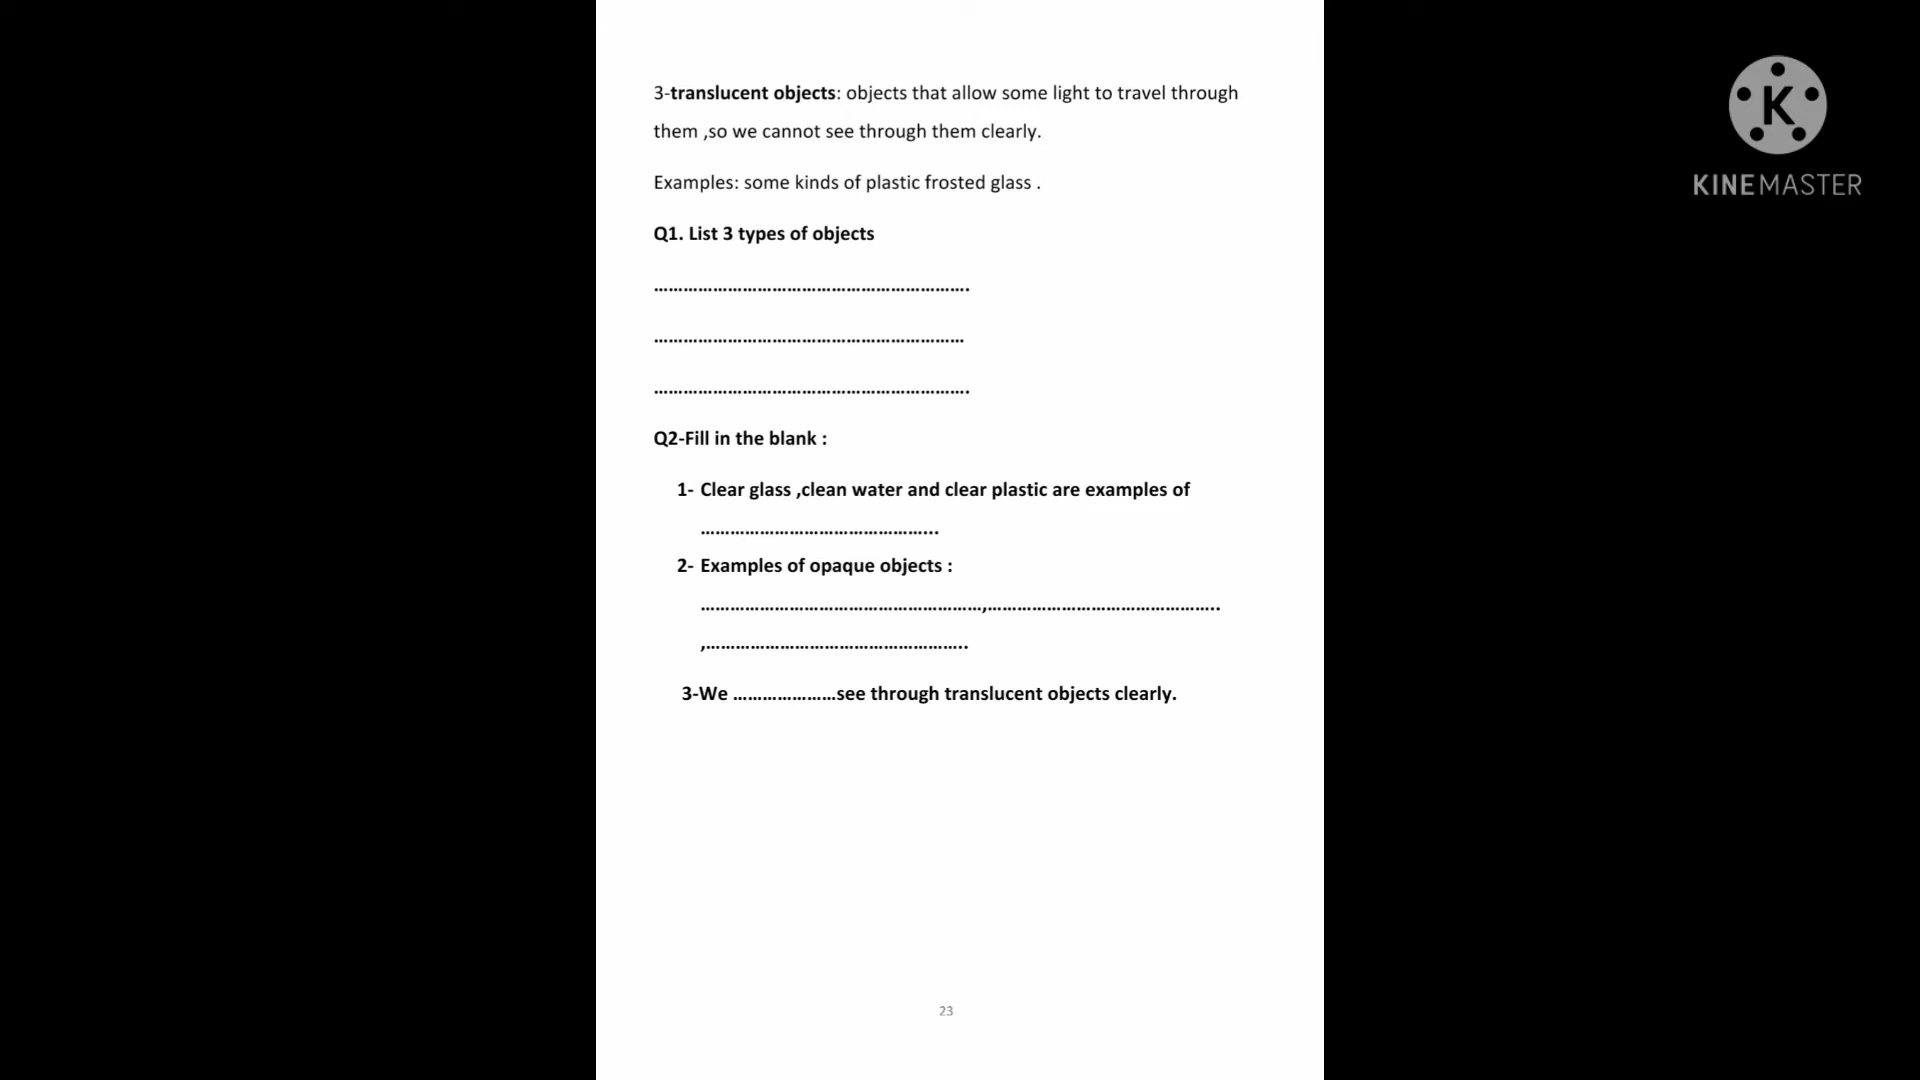 3-translucent objects: objects that allow some light to travel through
them ,so we cannot see through them clearly.
Examples: some kinds of plastic frosted glass .
Q1. List 3 types of objects
…………………………………………………………….
……………………………………………………………
…………………………………………………………….
Q2-Fill in the blank :
1- Clear glass ,clean water and clear plastic are examples of
…………………………………………...
2- Examples of opaque objects :
…………………………………………………….,…………………………………………..
,………………………………………………..
3-We …………………see through translucent objects clearly.
23
K
KINEMASTER